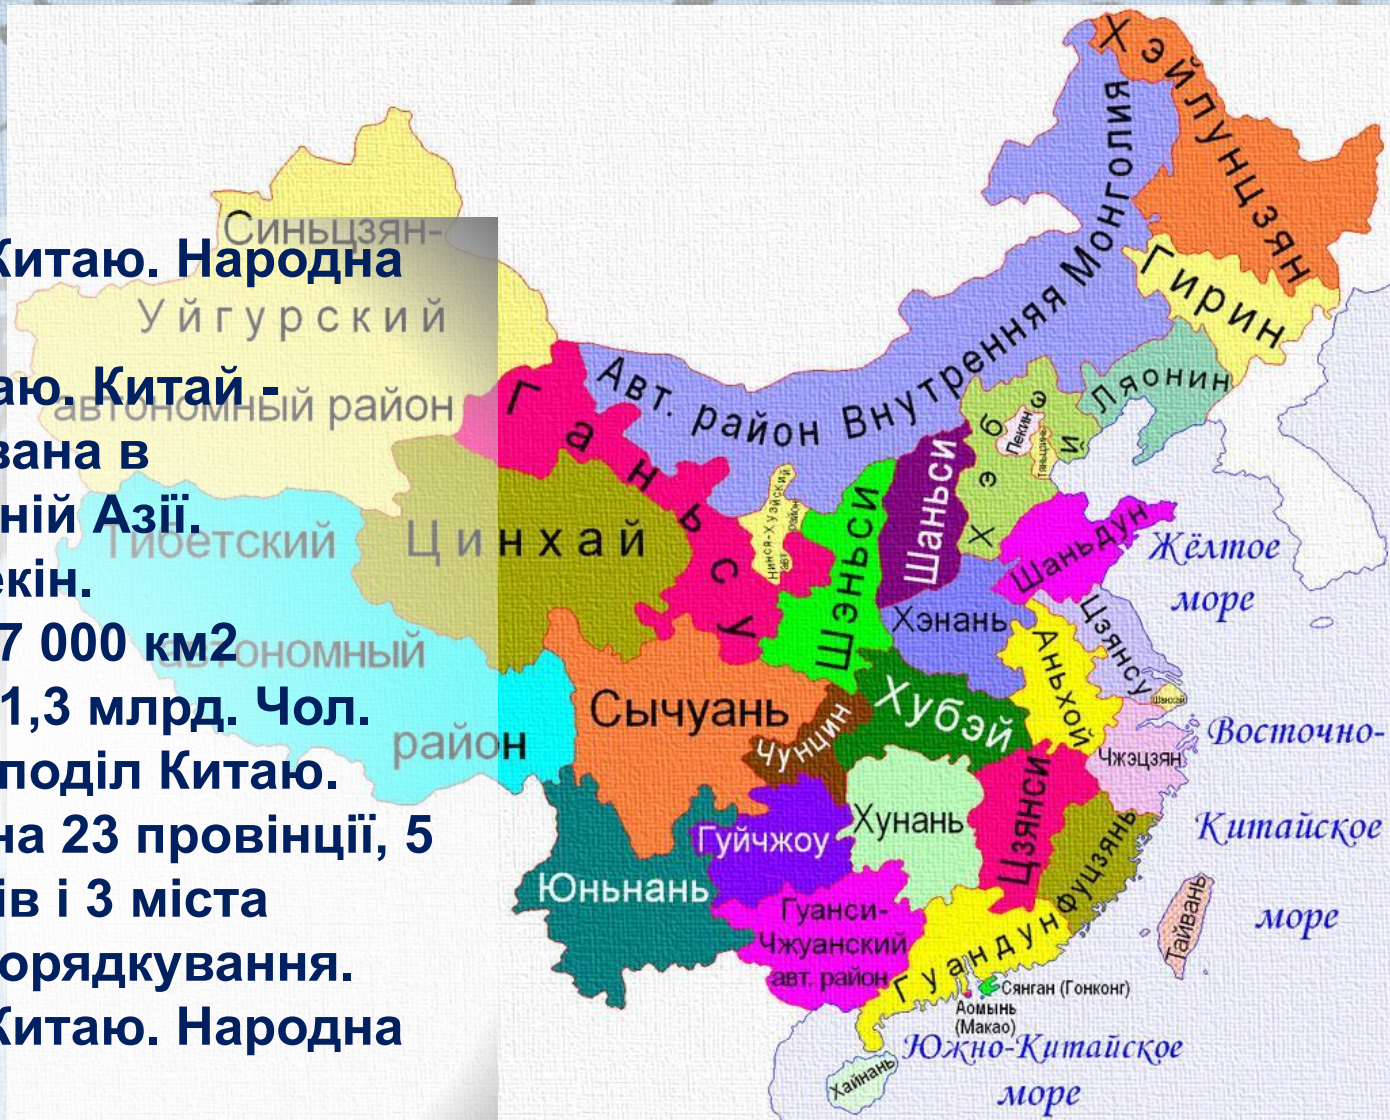 Китаю. Народна
аю. Китай -
вана в
ній Азії.
екін.
7 000 км2
1,3 млрд. Чол.
поділ Китаю.
на 23 провінції, 5
ів і 3 міста
орядкування.
Китаю. Народна
Синьцзян-
Уйгурский
автономный район
Тибетский
автономный
район
Цинхай
Ганьсу
Авт. район Внутренняя Монголия
Хэйлунцзян
Гирин
Ляонин
Хэбэй
Пекин
Тяньцзинь
Нинся-Хуэйский
авт
район
Шэньси
Шаньси
Шаньдун
Хэнань
Цзянсу
Аньхой
Шанхай
Сычуань
Чунцин
Хубэй
Чжэцзян
Хунань
Цзянси
Фуцзянь
Гуйчжоу
Юньнань
Гуанси-
Чжуанский
авт. район
Гуандун
Тайвань
Сянган (Гонконг)
Аомынь
(Макао)
Хайнань
Жёлтое
море
Восточно-
Китайское
море
Южно-Китайское
море